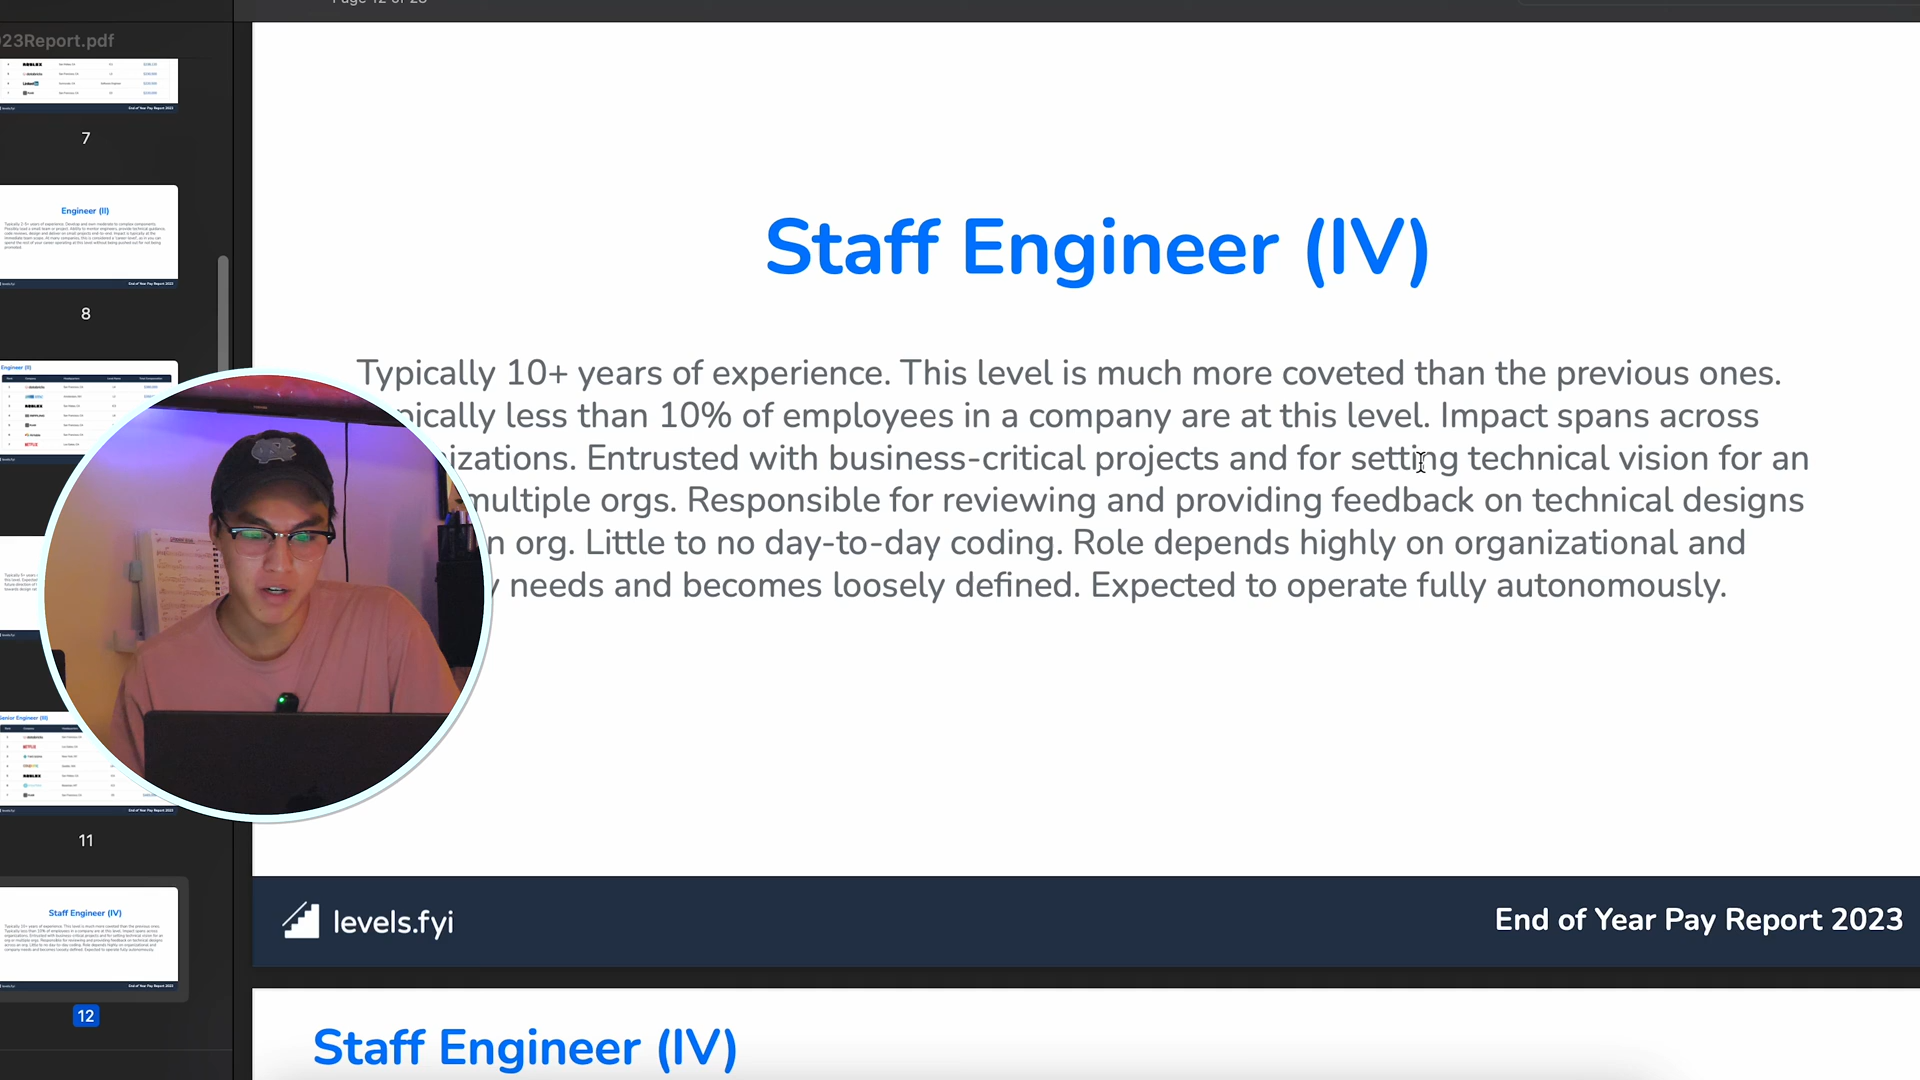 23Report.pdf
7
Engineer (II)
8
Engineer (II)
Senior Engineer (III)
11
Staff Engineer (IV)
12
Staff Engineer (IV)
Typically 10+ years of experience. This level is much more coveted than the previous ones.
less than 10% of employees in a company are at this level. Impact spans across
Entrusted with business-critical projects and for setting technical vision for an
multiple orgs. Responsible for reviewing and providing feedback on technical designs
org. Little to no day-to-day coding. Role depends highly on organizational and
needs and becomes loosely defined. Expected to operate fully autonomously.
levels.fyi
End of Year Pay Report 2023
Staff Engineer (IV)